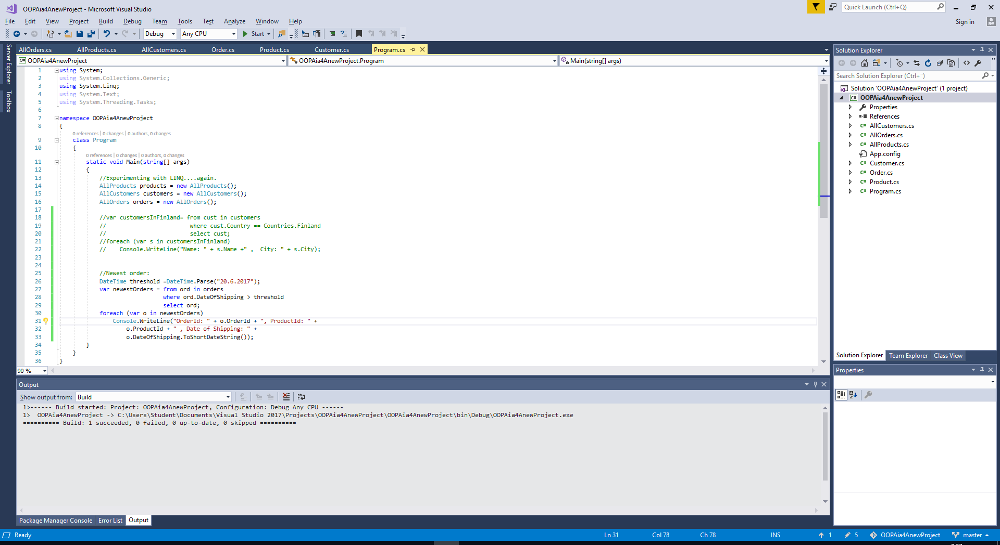 OOPAia4AnewProject - Microsoft Visual Studio
Quick Launch (Ctrl+Q)
File Edit View Project Build Debug Team Tools Test Analyze Window Help
Sign in
Debug Any CPU Start
Server Explorer
Toolbox
AllOrders.cs AllProducts.cs AllCustomers.cs Order.cs Product.cs Customer.cs Program.cs
C# OOPAia4AnewProject OOPAia4AnewProject.Program Main(string[] args)
1 using System;
2 using System.Collections.Generic;
3 using System.Linq;
4 using System.Text;
5 using System.Threading.Tasks;
6
7 namespace OOPAia4AnewProject
8 {
0 references | 0 changes | 0 authors, 0 changes
9 class Program
10 {
0 references | 0 changes | 0 authors, 0 changes
11 static void Main(string[] args)
12 {
13 //Experimenting with LINQ....again.
14 AllProducts products = new AllProducts();
15 AllCustomers customers = new AllCustomers();
16 AllOrders orders = new AllOrders();
17
18 //var customersInFinland= from cust in customers
19 // where cust.Country == Countries.Finland
20 // select cust;
21 //foreach (var s in customersInFinland)
22 // Console.WriteLine("Name: " + s.Name +" , City: " + s.City);
23
24
25 //Newest order:
26 DateTime threshold =DateTime.Parse("20.6.2017");
27 var newestOrders = from ord in orders
28 where ord.DateOfShipping > threshold
29 select ord;
30 foreach (var o in newestOrders)
31 Console.WriteLine("OrderId: " + o.OrderId + ", ProductId: " +
32 o.ProductId + " , Date of Shipping: " +
33 o.DateOfShipping.ToShortDateString());
34 }
35 }
36 }
90 %
Output
Show output from: Build
1>------ Build started: Project: OOPAia4AnewProject, Configuration: Debug Any CPU ------
1> OOPAia4AnewProject -> C:\Users\Student\Documents\Visual Studio 2017\Projects\OOPAia4AnewProject\OOPAia4AnewProject\bin\Debug\OOPAia4AnewProject.exe
========== Build: 1 succeeded, 0 failed, 0 up-to-date, 0 skipped ==========
Package Manager Console Error List Output
Solution Explorer
Search Solution Explorer (Ctrl+¨)
Solution 'OOPAia4AnewProject' (1 project)
C# OOPAia4AnewProject
Properties
References
C# AllCustomers.cs
C# AllOrders.cs
C# AllProducts.cs
App.config
C# Customer.cs
C# Order.cs
C# Product.cs
C# Program.cs
Solution Explorer Team Explorer Class View
Properties
Ready Ln 31 Col 78 Ch 78 INS 1 5 OOPAia4AnewProject master